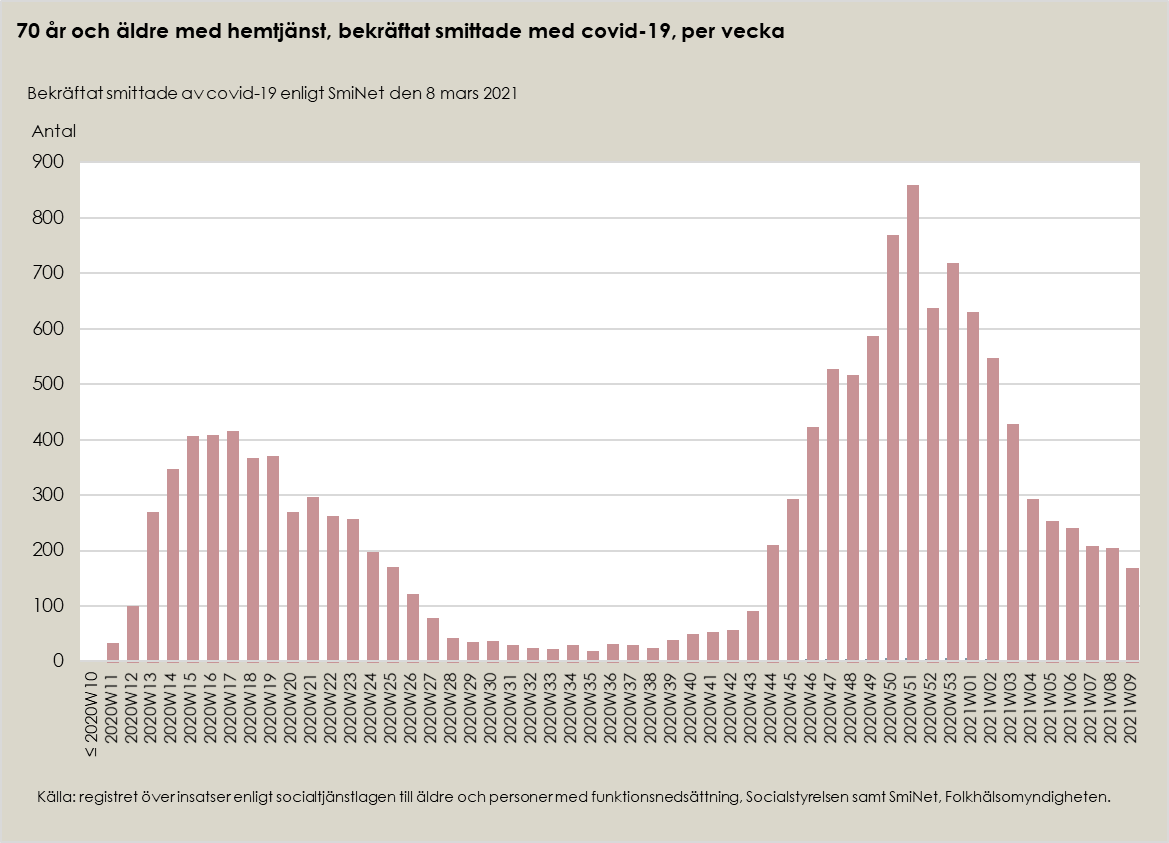 70 år och äldre med hemtjänst, bekräftat smittade med covid-19, per vecka
Bekräftat smittade av covid-19 enligt SmiNet den 8 mars 2021
Antal
900
800
700
600
500
400
300
200
100
0
≤ 2020W10
2020W11
2020W12
2020W13
2020W14
2020W15
2020W16
2020W17
2020W18
2020W19
2020W20
2020W21
2020W22
2020W23
2020W24
2020W25
2020W26
2020W27
2020W28
2020W29
2020W30
2020W31
2020W32
2020W33
2020W34
2020W35
2020W36
2020W37
2020W38
2020W39
2020W40
2020W41
2020W42
2020W43
2020W44
2020W45
2020W46
2020W47
2020W48
2020W49
2020W50
2020W51
2020W52
2020W53
2021W01
2021W02
2021W03
2021W04
2021W05
2021W06
2021W07
2021W08
2021W09
Källa: registret över insatser enligt socialtjänstlagen till äldre och personer med funktionsnedsättning, Socialstyrelsen samt SmiNet, Folkhälsomyndigheten.